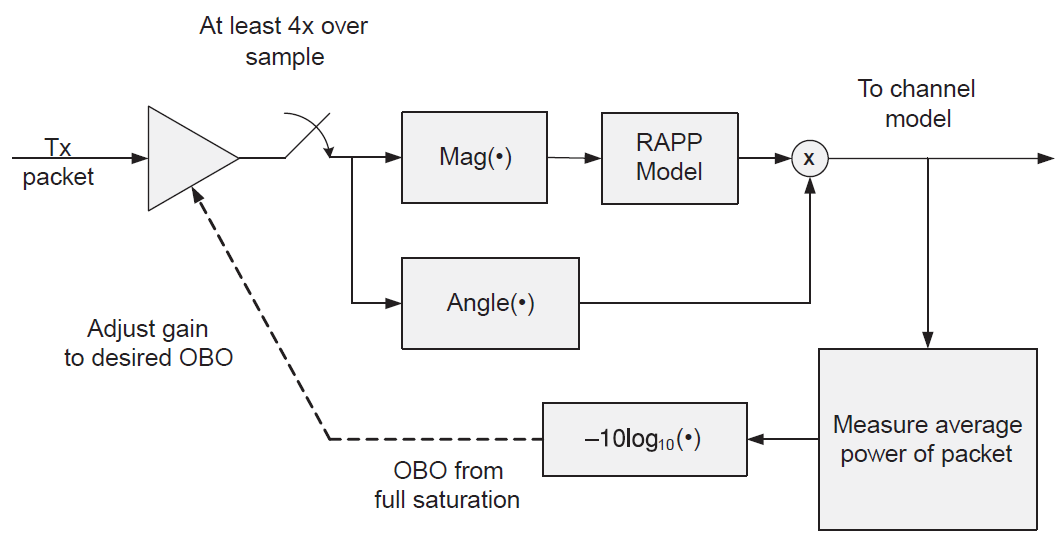 At least 4x over
sample
Tx
packet
Mag(•)
RAPP
Model
x
To channel
model
Angle(•)
Adjust gain
to desired OBO
–10log₁₀(•)
OBO from
full saturation
Measure average
power of packet